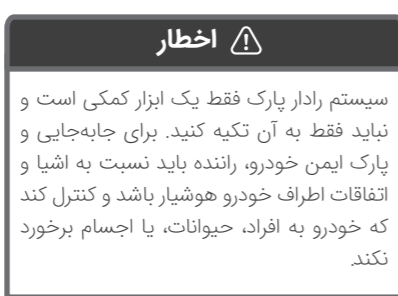 اخطار
سیستم رادار پارک فقط یک ابزار کمکی است و
نباید فقط به آن تکیه کنید. برای جابه‌جایی و
پارک ایمن خودرو، راننده باید نسبت به اشیا و
اتفاقات اطراف خودرو هوشیار باشد و کنترل کند
که خودرو به افراد، حیوانات، یا اجسام برخورد
نکند.